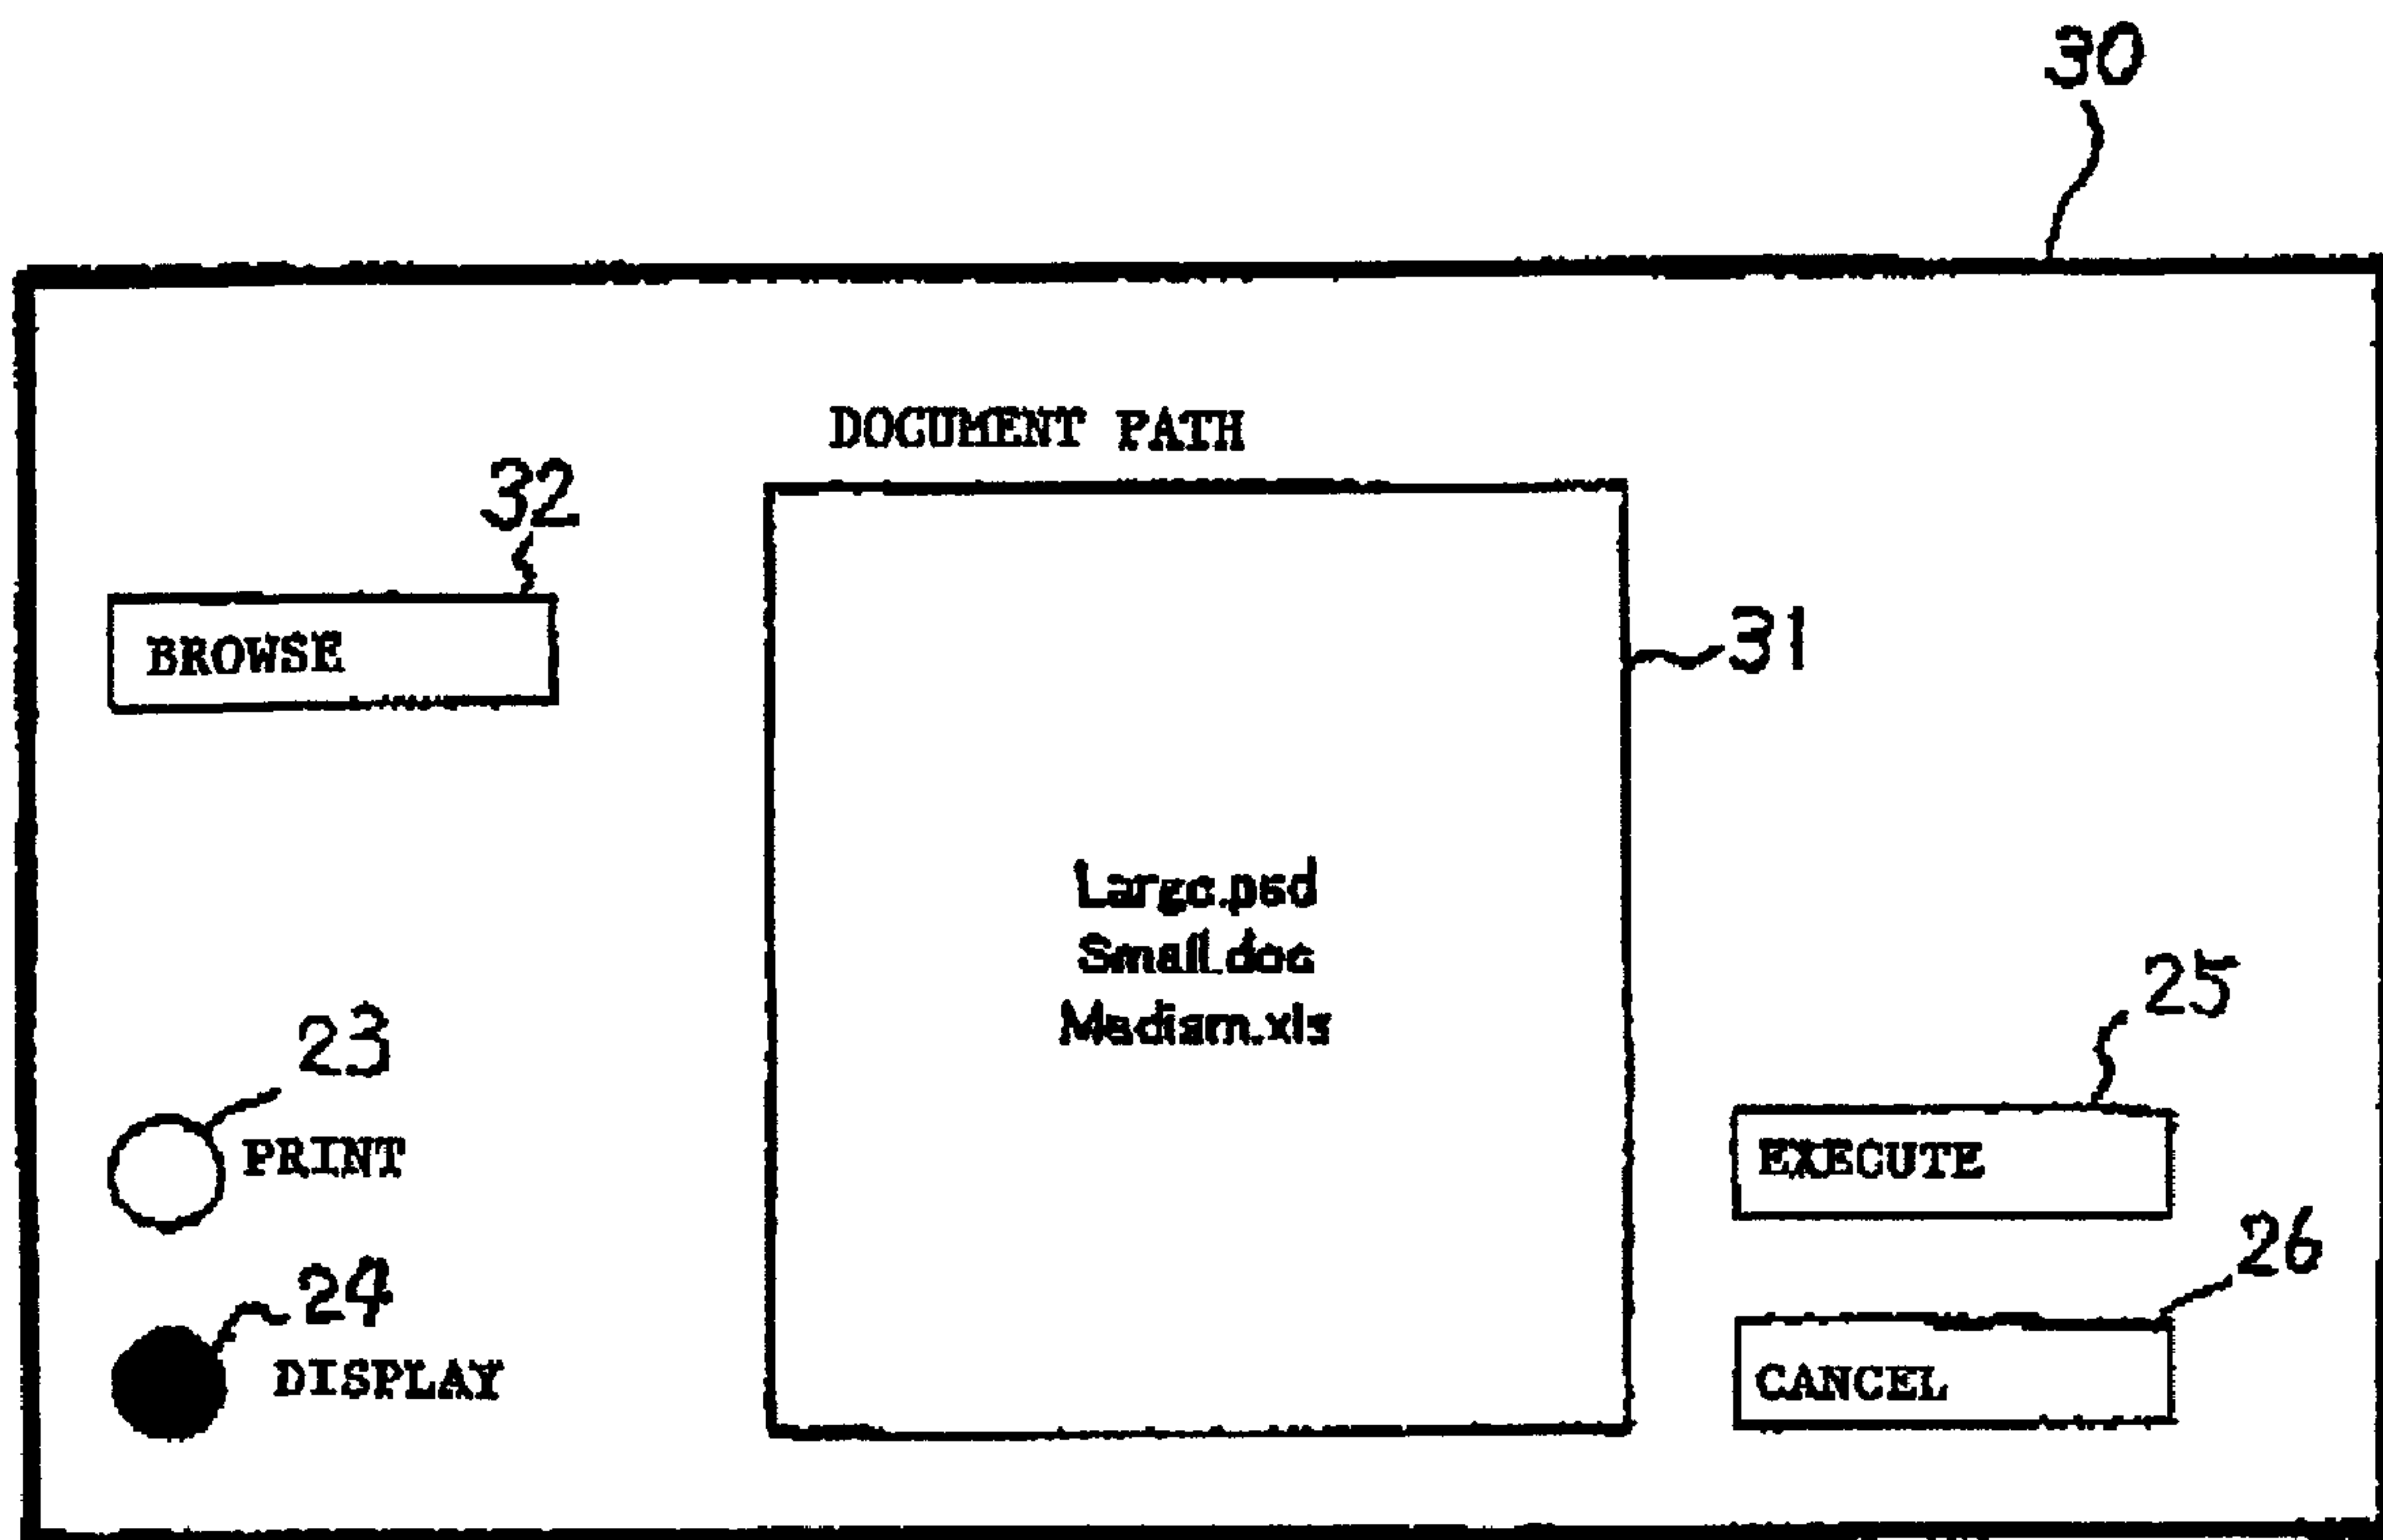 30
DOCUMENT PATH
32
BROWSE
31
Large.psd
Small.doc
Mediam.xls
23
PRINT
25
EXECUTE
24
DISPLAY
26
CANCEL